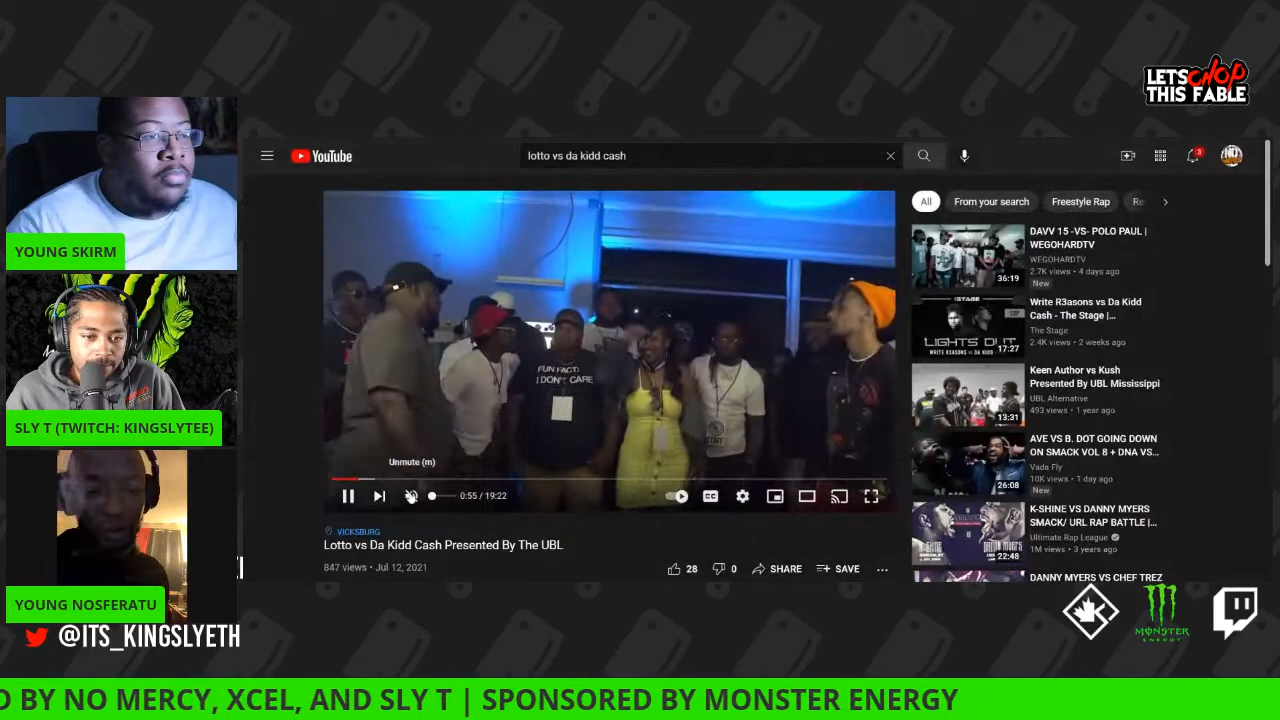 LETS CHOP
THIS FABLE
YouTube
lotto vs da kidd cash
3
YOUNG SKIRM
SLY T (TWITCH: KINGSLYTEE)
YOUNG NOSFERATU
@ITS_KINGSLYETH
FUN FACT:
I DON'T CARE
STAFF
Unmute (m)
0:55 / 19:22
CC
VICKSBURG
Lotto vs Da Kidd Cash Presented By The UBL
847 views • Jul 12, 2021
28
0
SHARE
SAVE
All
From your search
Freestyle Rap
Re
DAVV 15 -VS- POLO PAUL |
WEGOHARDTV
WEGOHARDTV
2.7K views • 4 days ago
New
36:19
Write R3asons vs Da Kidd
Cash - The Stage |...
The Stage
2.4K views • 2 weeks ago
LIGHTS OUT
17:27
Keen Author vs Kush
Presented By UBL Mississippi
UBL Alternative
493 views • 1 year ago
13:31
AVE VS B. DOT GOING DOWN
ON SMACK VOL 8 + DNA VS...
Vada Fly
10K views • 1 day ago
New
26:08
K-SHINE VS DANNY MYERS
SMACK/ URL RAP BATTLE |...
Ultimate Rap League
1M views • 3 years ago
22:48
DANNY MYERS VS CHEF TREZ
MONSTER
ENERGY
D BY NO MERCY, XCEL, AND SLY T | SPONSORED BY MONSTER ENERGY